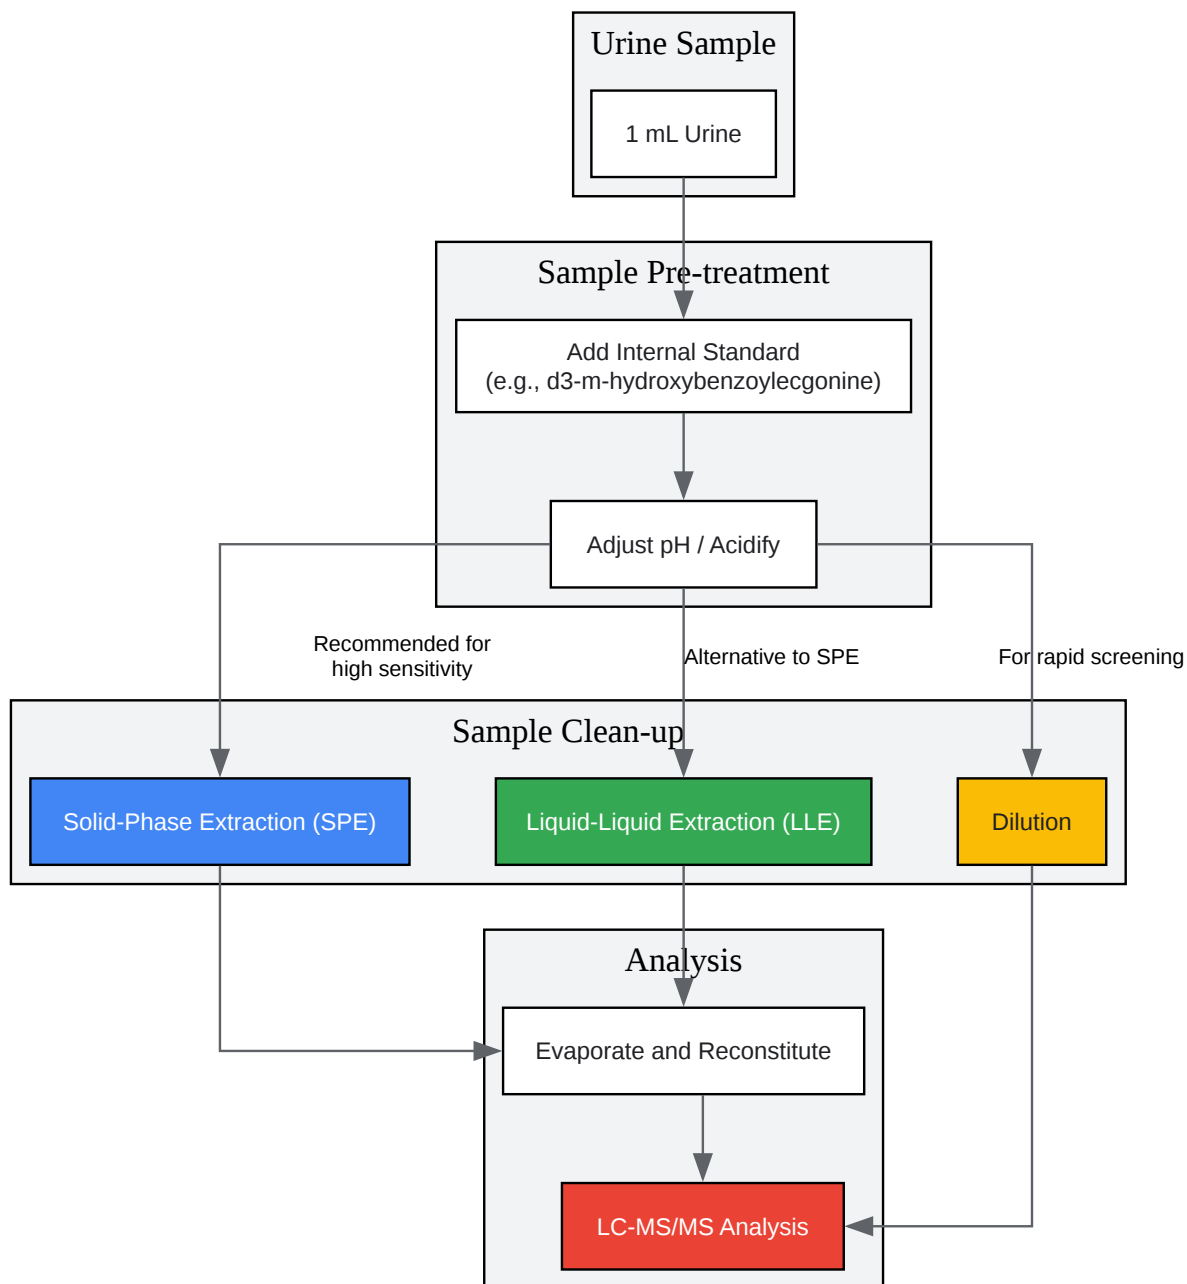 Urine Sample
1 mL Urine
Sample Pre-treatment
Add Internal Standard
(e.g., d3-m-hydroxybenzoylecgonine)
Adjust pH / Acidify
Recommended for
high sensitivity
Alternative to SPE
For rapid screening
Sample Clean-up
Solid-Phase Extraction (SPE)
Liquid-Liquid Extraction (LLE)
Dilution
Analysis
Evaporate and Reconstitute
LC-MS/MS Analysis